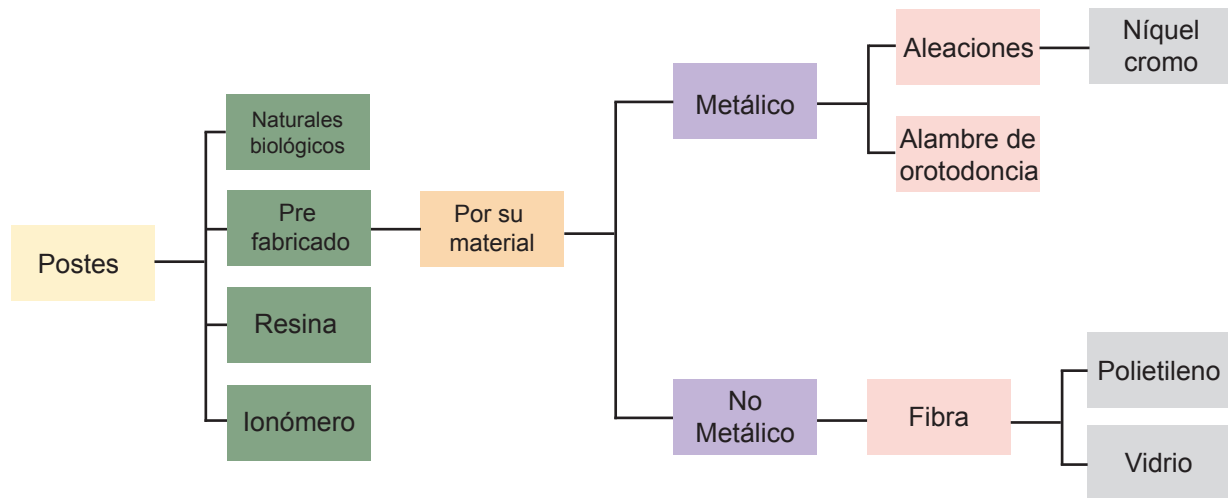 Postes
Naturales
biológicos
Pre
fabricado
Resina
Ionómero
Por su
material
Metálico
No
Metálico
Aleaciones
Alambre de
orotodoncia
Fibra
Níquel
cromo
Polietileno
Vidrio